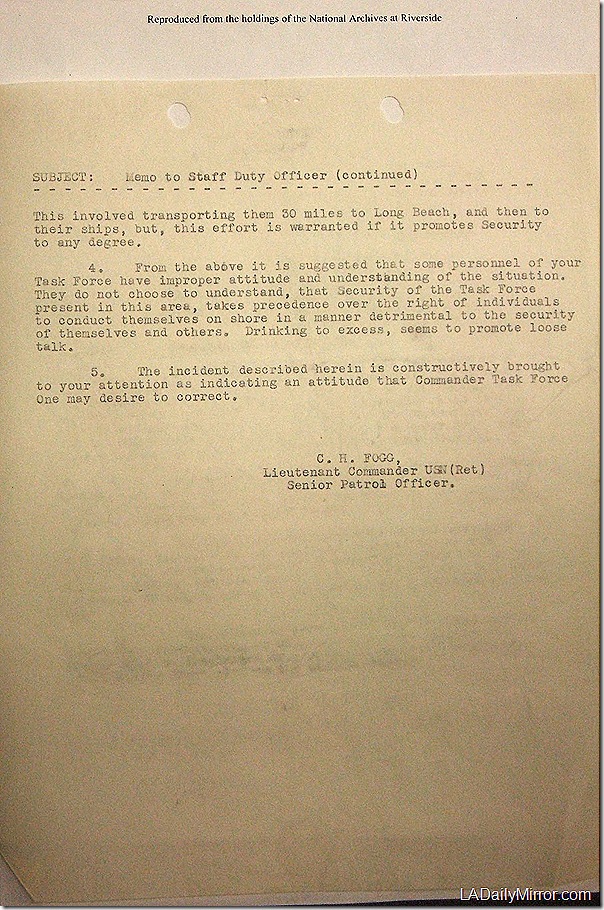 Reproduced from the holdings of the National Archives at Riverside
SUBJECT: Memo to Staff Duty Officer (continued)
This involved transporting them 30 miles to Long Beach, and then to
their ships, but, this effort is warranted if it promotes Security
to any degree.
4. From the above it is suggested that some personnel of your
Task Force have improper attitude and understanding of the situation.
They do not choose to understand, that Security of the Task Force
present in this area, takes precedence over the right of individuals
to conduct themselves on shore in a manner detrimental to the security
of themselves and others. Drinking to excess, seems to promote loose
talk.
5. The incident described herein is constructively brought
to your attention as indicating an attitude that Commander Task Force
One may desire to correct.
C. H. FOGG,
Lieutenant Commander USN(Ret)
Senior Patrol Officer.
LADailyMirror.com